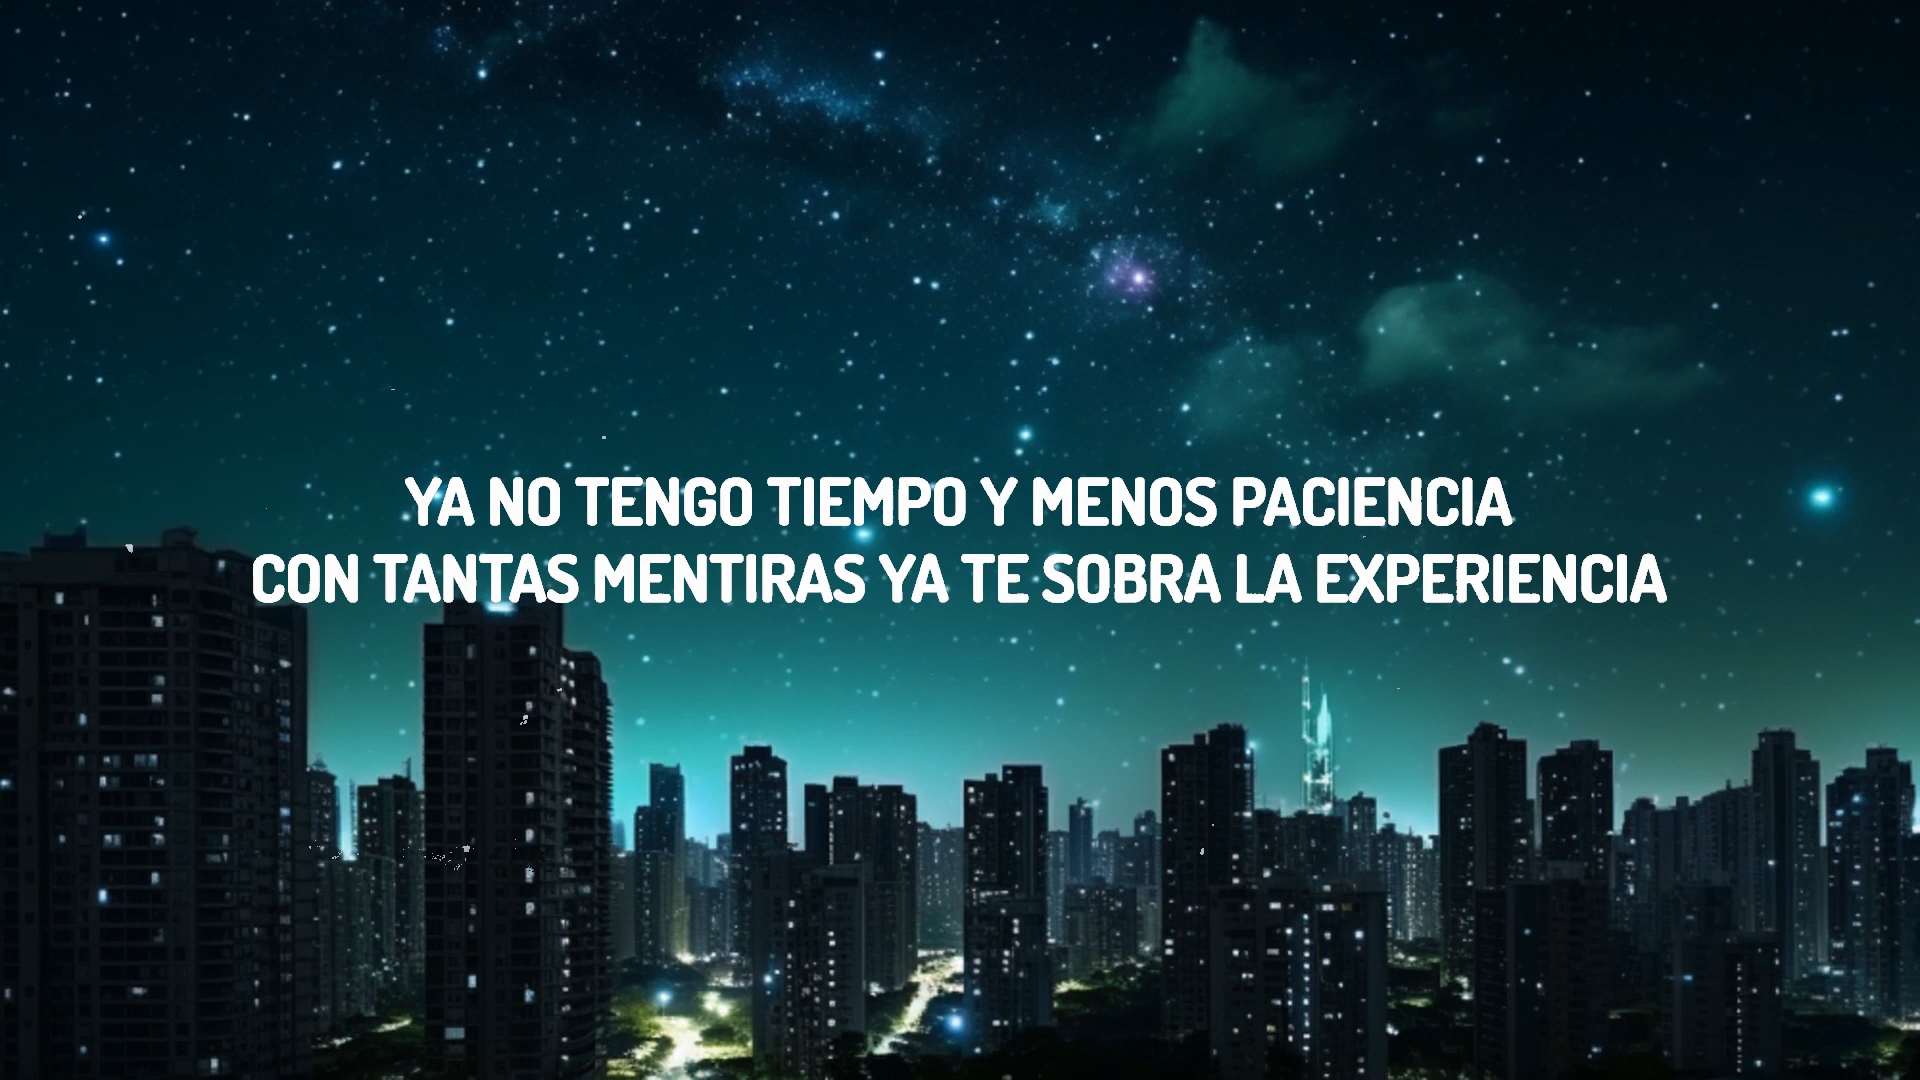 YA NO TENGO TIEMPO Y MENOS PACIENCIA
CON TANTAS MENTIRAS YA TE SOBRA LA EXPERIENCIA